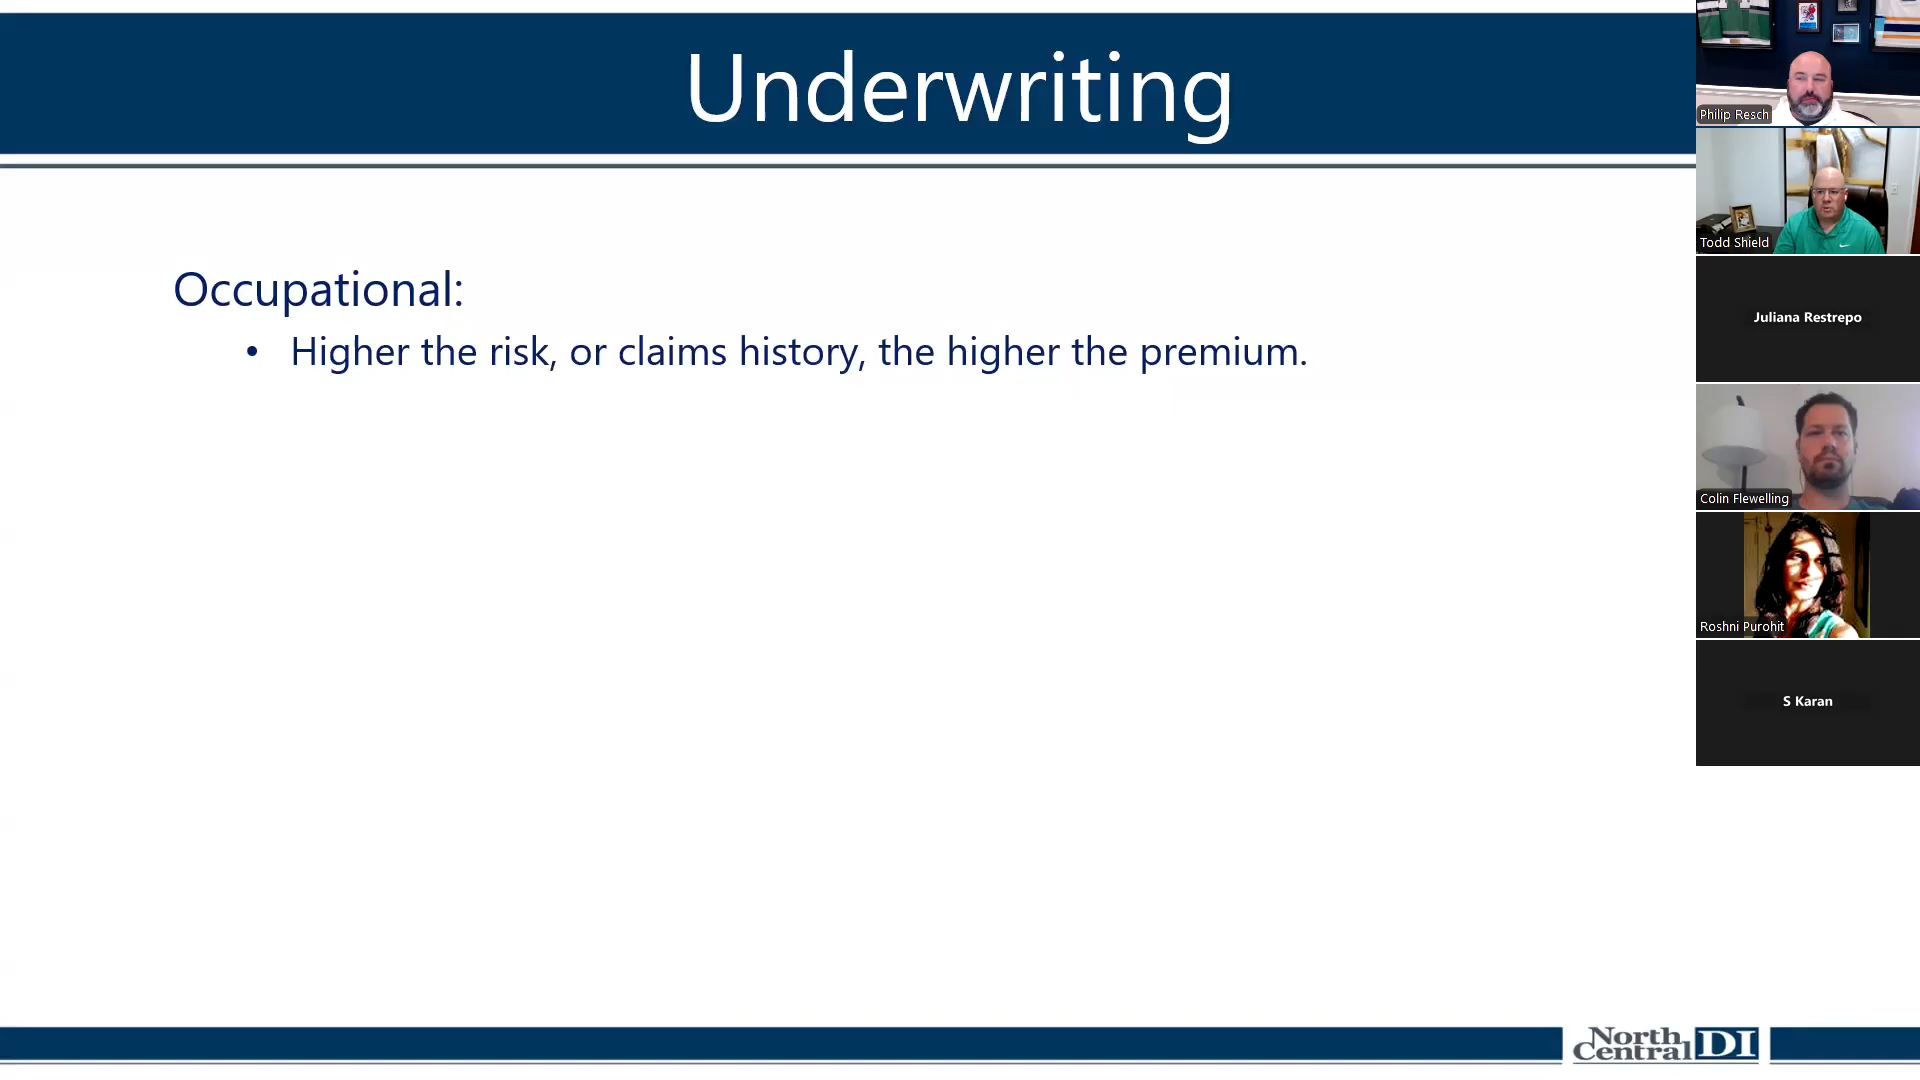 Underwriting
Occupational:
• Higher the risk, or claims history, the higher the premium.
Philip Resch
Todd Shield
Juliana Restrepo
Colin Flewelling
Roshni Purohit
S Karan
North
Central DI